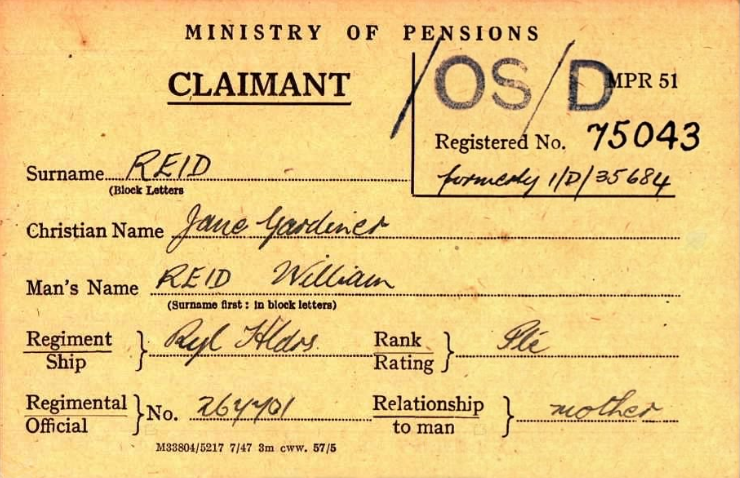 MINISTRY OF PENSIONS
CLAIMANT
/OS/D MPR 51
Registered No. 75043
formerly 1/D/35684
Surname REID
(Block Letters
Christian Name Jane Gardiner
Man's Name REID William
(Surname first: in block letters)
Regiment Ship } Ryl Hldrs. Rank Rating } Pte
Regimental Official } No. 267701 Relationship to man } mother
M33804/5217 7/47 3m cww. 57/5